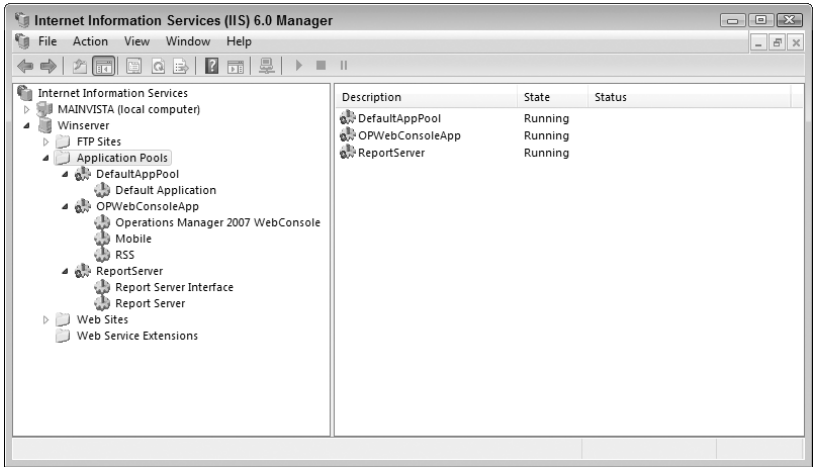 Internet Information Services (IIS) 6.0 Manager
File Action View Window Help
Internet Information Services
MAINVISTA (local computer)
Winserver
FTP Sites
Application Pools
DefaultAppPool
Default Application
OPWebConsoleApp
Operations Manager 2007 WebConsole
Mobile
RSS
ReportServer
Report Server Interface
Report Server
Web Sites
Web Service Extensions
Description State Status
DefaultAppPool Running
OPWebConsoleApp Running
ReportServer Running